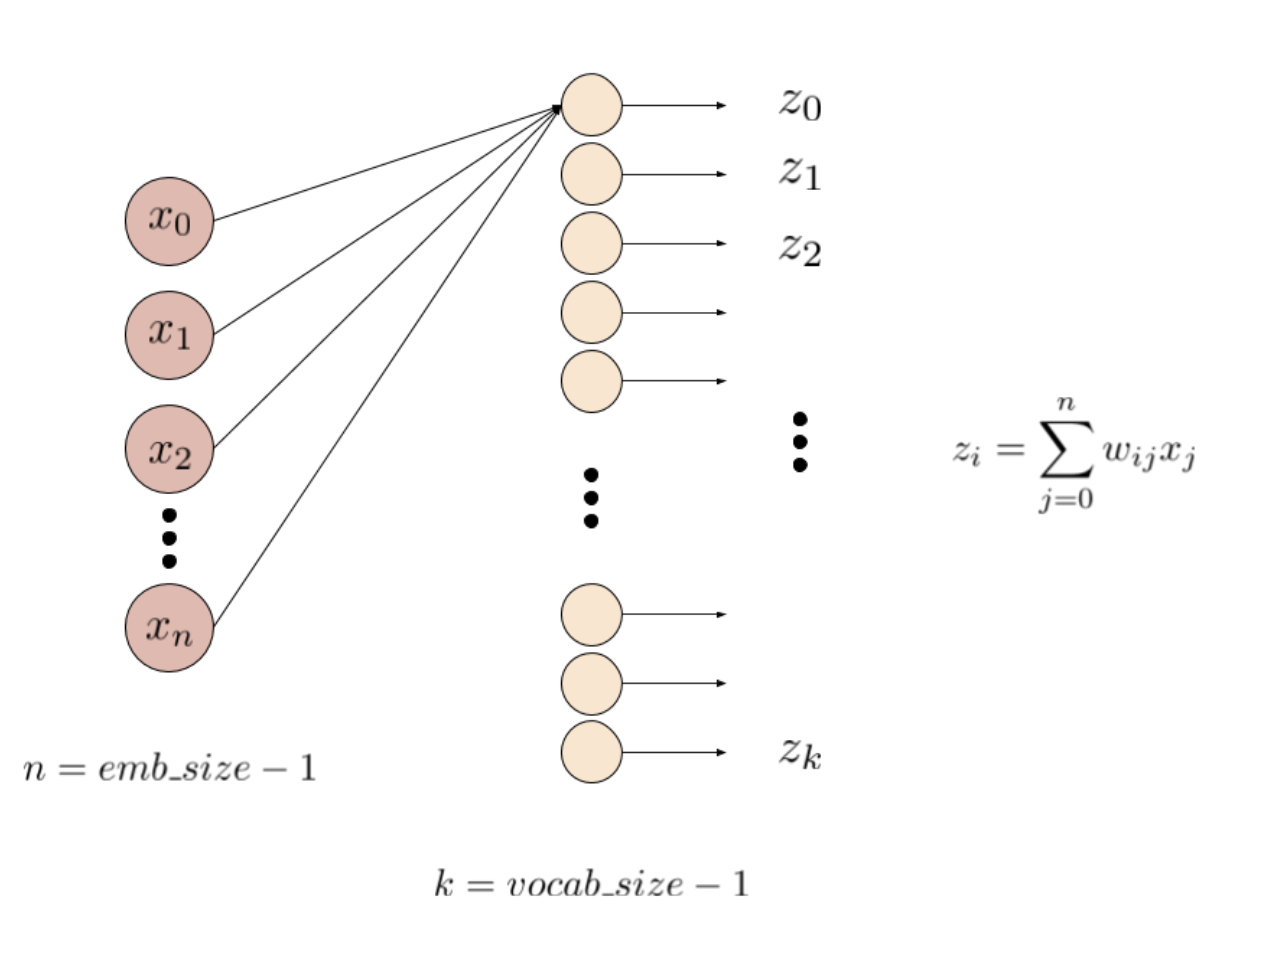 x_0
x_1
x_2
x_n
n = emb_size − 1
z_0
z_1
z_2
z_k
k = vocab_size − 1
z_i = \sum_{j=0}^{n} w_{ij} x_j